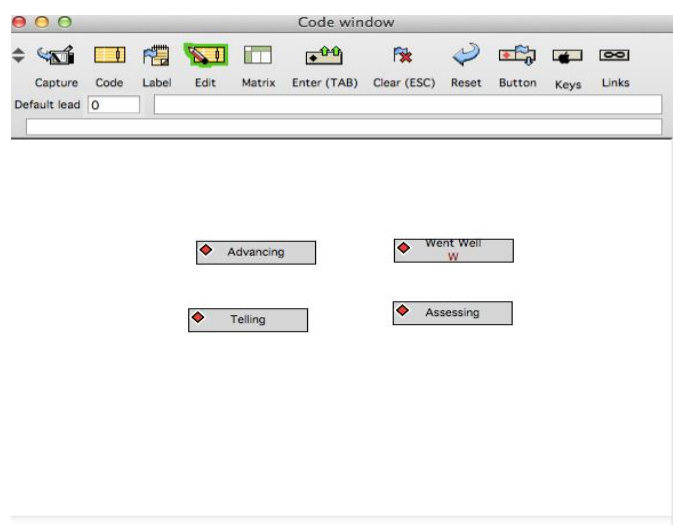 Code window
Capture Code Label Edit Matrix Enter (TAB) Clear (ESC) Reset Button Keys Links
Default lead 0
Advancing
Went Well
W
Telling
Assessing